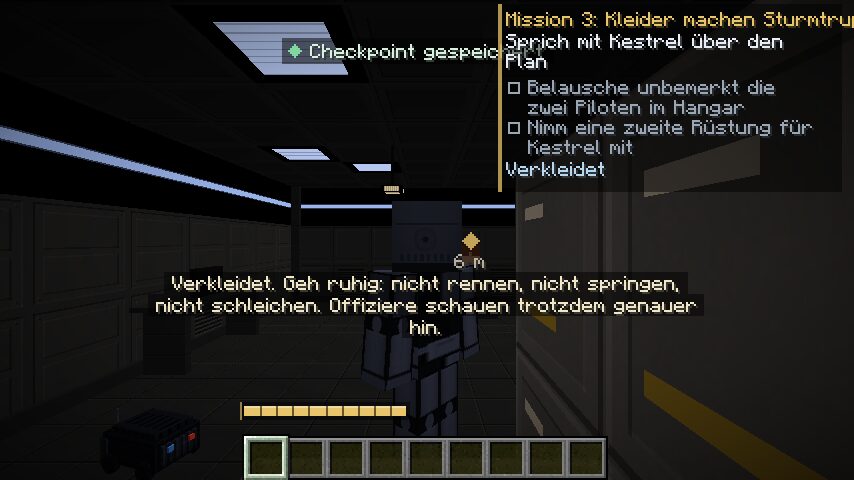 Mission 3: Kleider machen Sturmtrup
Sprich mit Kestrel über den
Plan
Checkpoint gespeichert
Belausche unbemerkt die
zwei Piloten im Hangar
Nimm eine zweite Rüstung für
Kestrel mit
Verkleidet
6 m
Verkleidet. Geh ruhig: nicht rennen, nicht springen,
nicht schleichen. Offiziere schauen trotzdem genauer
hin.